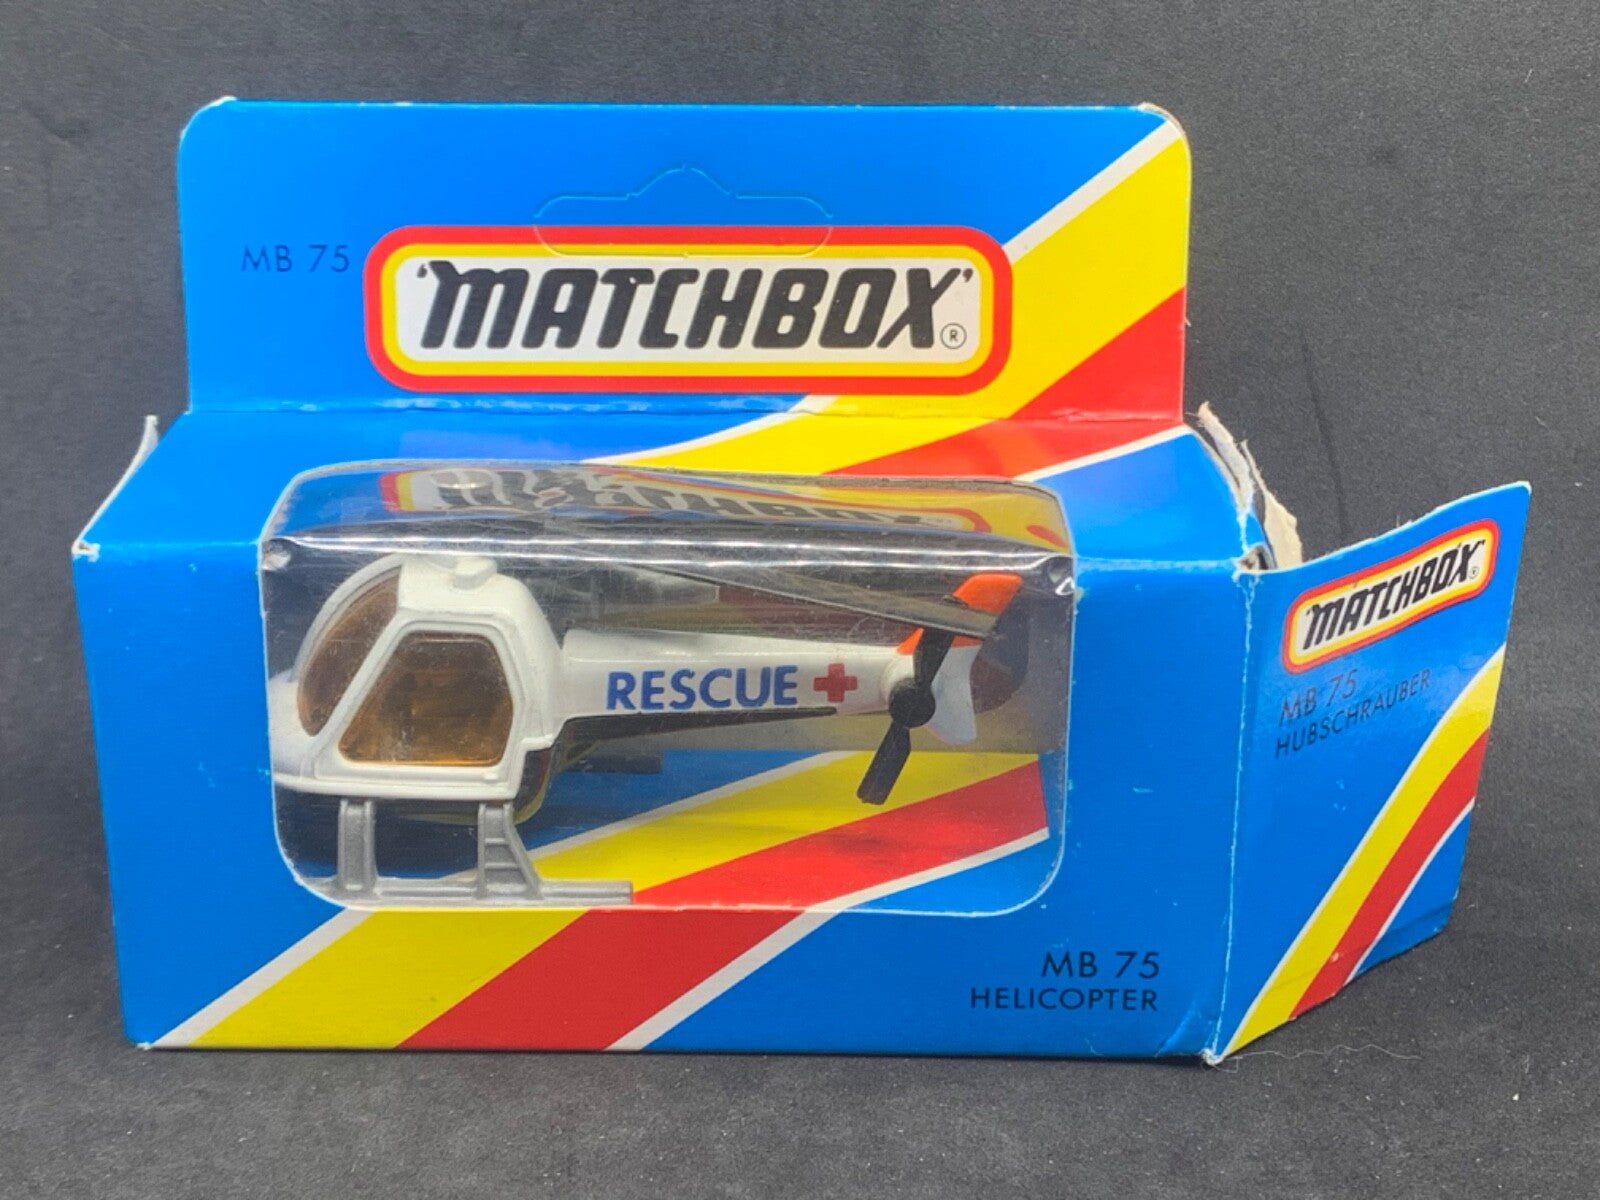 MB 75
'MATCHBOX'®
RESCUE
MB 75
HELICOPTER
'MATCHBOX'®
MB 75
HUBSCHRAUBER